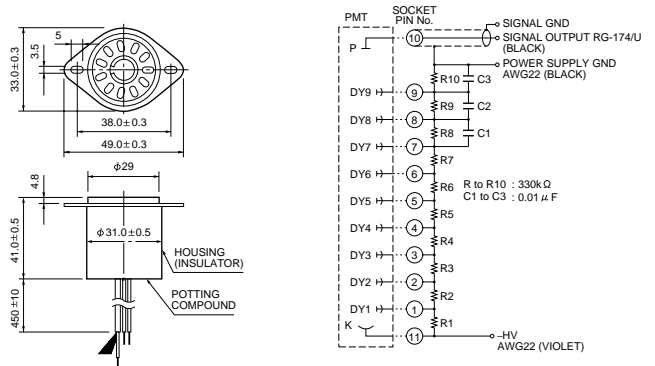 5
3.5
33.0±0.3
38.0±0.3
49.0±0.3
φ29
4.8
φ31.0±0.5
41.0±0.5
450±10
HOUSING
(INSULATOR)
POTTING
COMPOUND
PMT
SOCKET
PIN No.
SIGNAL GND
P
10
SIGNAL OUTPUT RG-174/U
(BLACK)
POWER SUPPLY GND
AWG22 (BLACK)
R10
C3
DY9
9
R9
C2
DY8
8
R8
C1
DY7
7
R7
DY6
6
R6
R to R10 : 330kΩ
C1 to C3 : 0.01μF
DY5
5
R5
DY4
4
R4
DY3
3
R3
DY2
2
R2
DY1
1
R1
K
11
–HV
AWG22 (VIOLET)